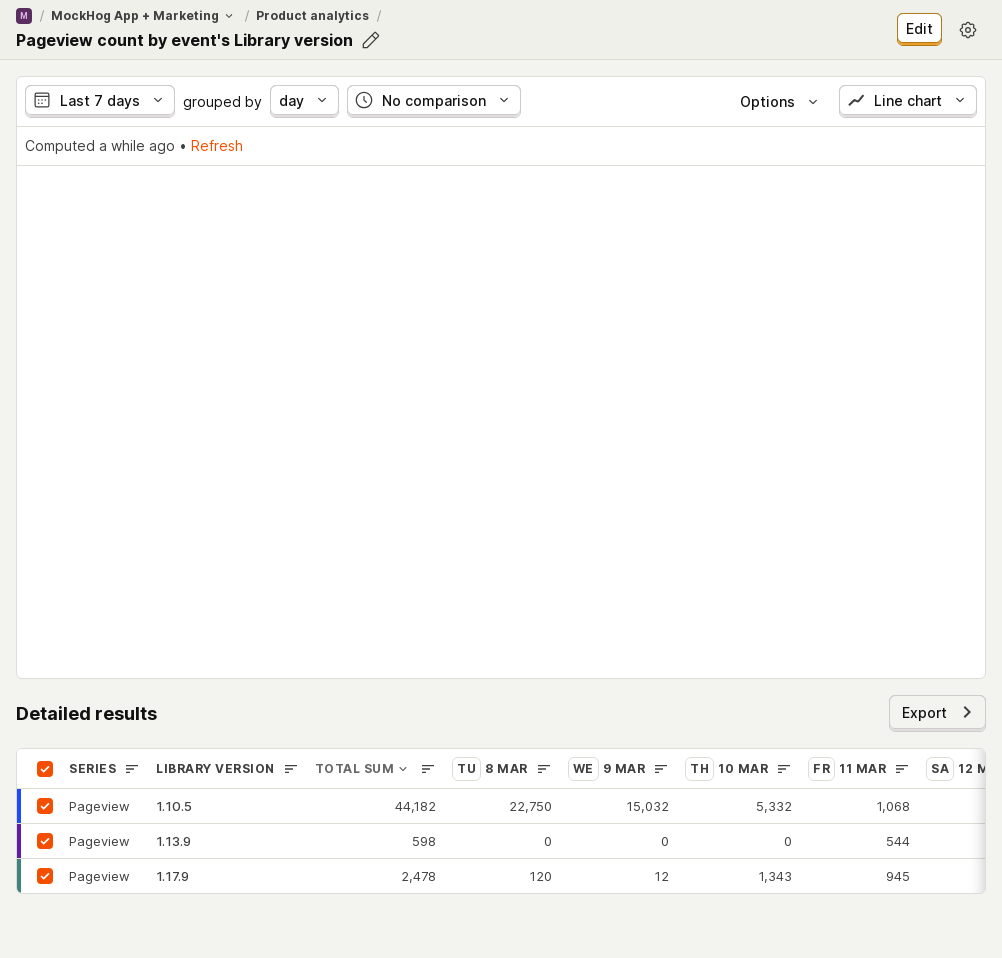 M / MockHog App + Marketing / Product analytics /
Pageview count by event's Library version
Edit
Last 7 days grouped by day No comparison Options Line chart
Computed a while ago • Refresh
Detailed results
Export
SERIES LIBRARY VERSION TOTAL SUM TU 8 MAR WE 9 MAR TH 10 MAR FR 11 MAR SA 12 M
Pageview 1.10.5 44,182 22,750 15,032 5,332 1,068
Pageview 1.13.9 598 0 0 0 544
Pageview 1.17.9 2,478 120 12 1,343 945